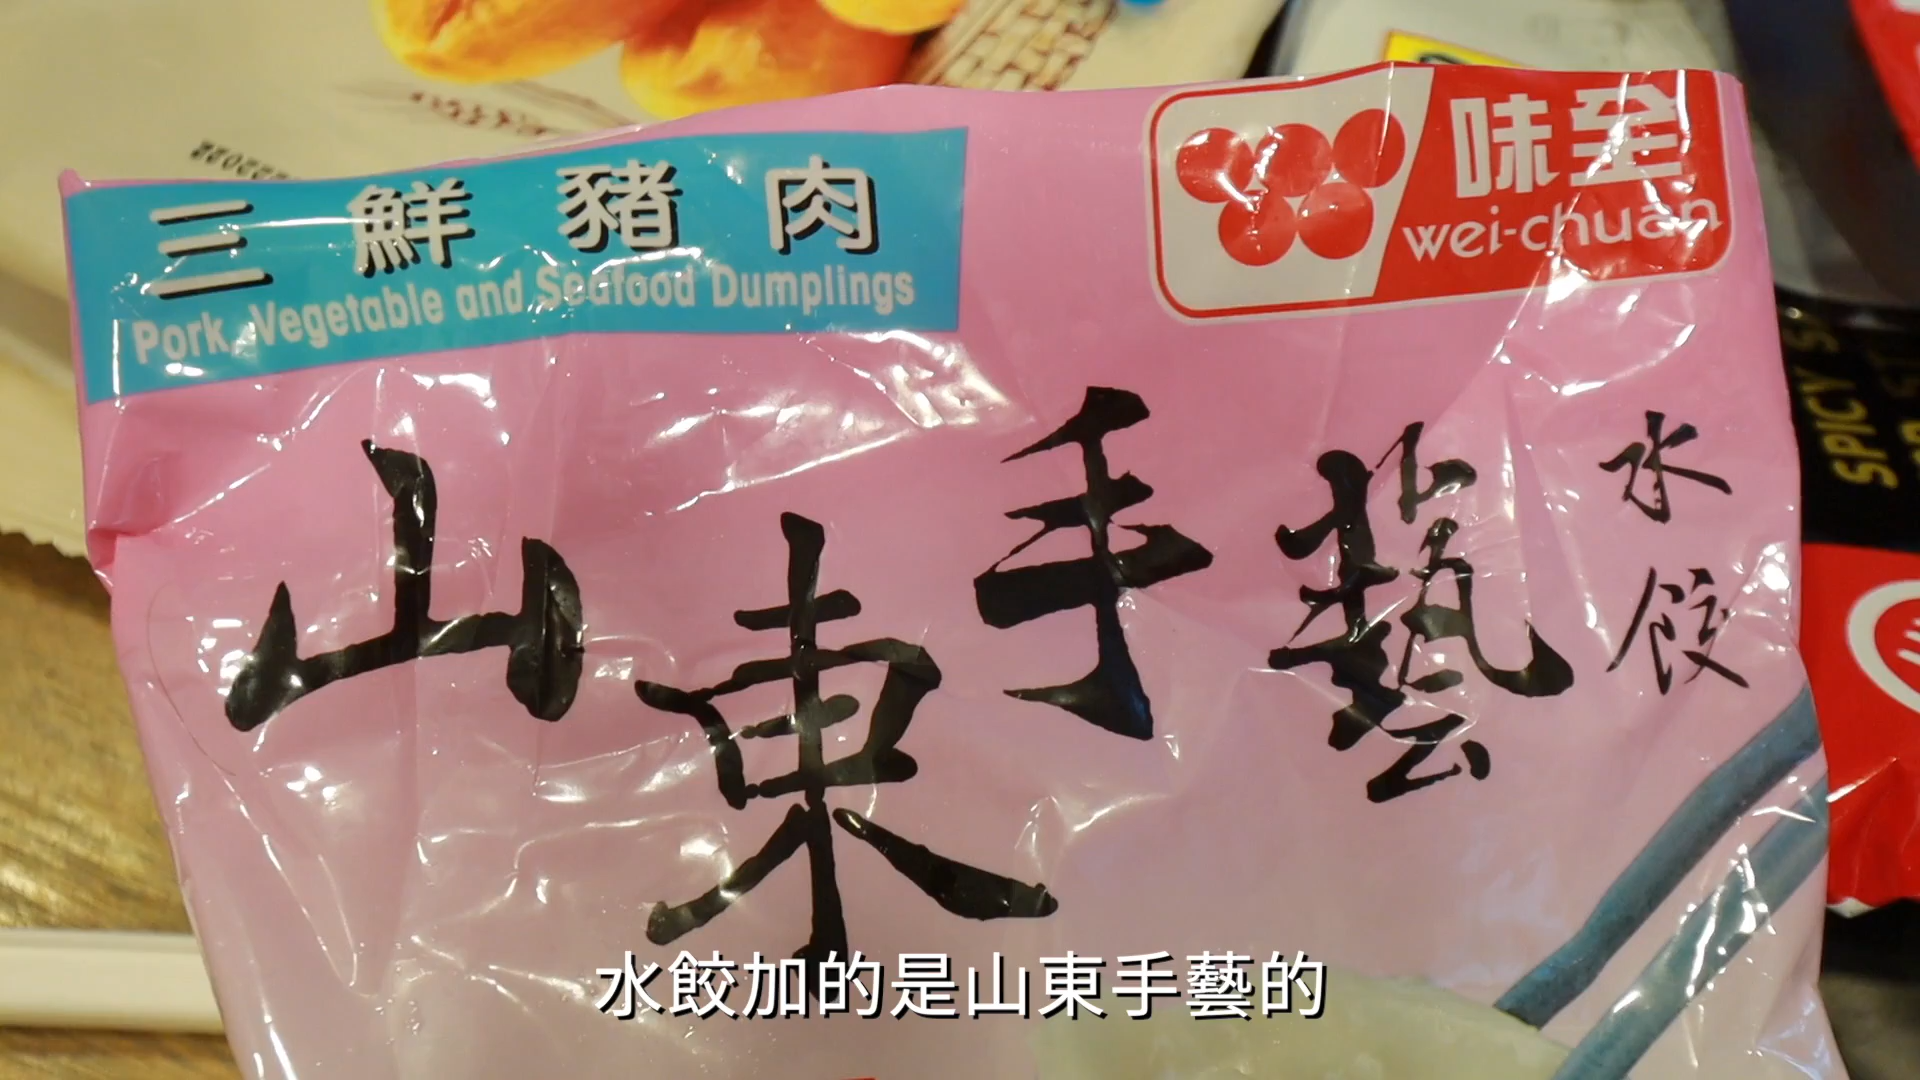 三鮮豬肉
Pork, Vegetable and Seafood Dumplings
味全
wei-chuan
山東手藝
水餃
SPICY
水餃加的是山東手藝的